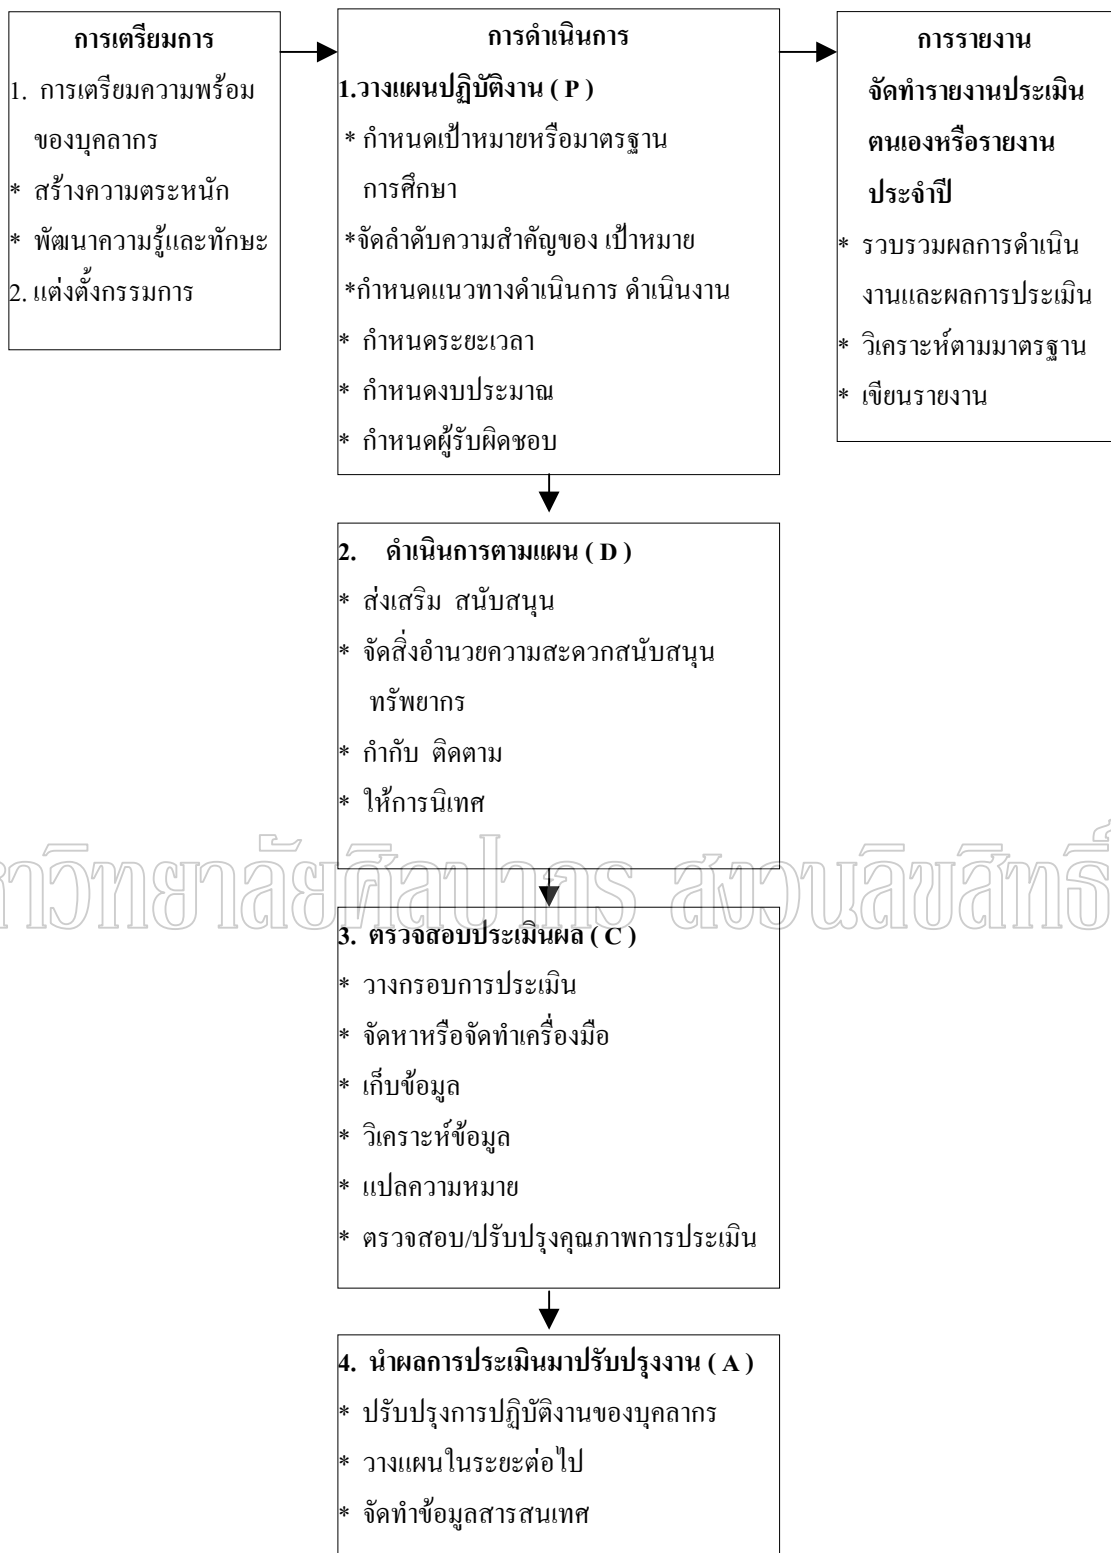 การเตรียมการ
1. การเตรียมความพร้อม
ของบุคลากร
* สร้างความตระหนัก
* พัฒนาความรู้และทักษะ
2. แต่งตั้งกรรมการ
การดำเนินการ
1.วางแผนปฏิบัติงาน ( P )
* กำหนดเป้าหมายหรือมาตรฐาน
การศึกษา
*จัดลำดับความสำคัญของ เป้าหมาย
*กำหนดแนวทางดำเนินการ ดำเนินงาน
* กำหนดระยะเวลา
* กำหนดงบประมาณ
* กำหนดผู้รับผิดชอบ
การรายงาน
จัดทำรายงานประเมิน
ตนเองหรือรายงาน
ประจำปี
* รวบรวมผลการดำเนิน
งานและผลการประเมิน
* วิเคราะห์ตามมาตรฐาน
* เขียนรายงาน
2. ดำเนินการตามแผน ( D )
* ส่งเสริม สนับสนุน
* จัดสิ่งอำนวยความสะดวกสนับสนุน
ทรัพยากร
* กำกับ ติดตาม
* ให้การนิเทศ
หาวิทยาลัยศิลปากร สงวนลิขสิทธิ์
3. ตรวจสอบประเมินผล ( C )
* วางกรอบการประเมิน
* จัดหาหรือจัดทำเครื่องมือ
* เก็บข้อมูล
* วิเคราะห์ข้อมูล
* แปลความหมาย
* ตรวจสอบ/ปรับปรุงคุณภาพการประเมิน
4. นำผลการประเมินมาปรับปรุงงาน ( A )
* ปรับปรุงการปฏิบัติงานของบุคลากร
* วางแผนในระยะต่อไป
* จัดทำข้อมูลสารสนเทศ